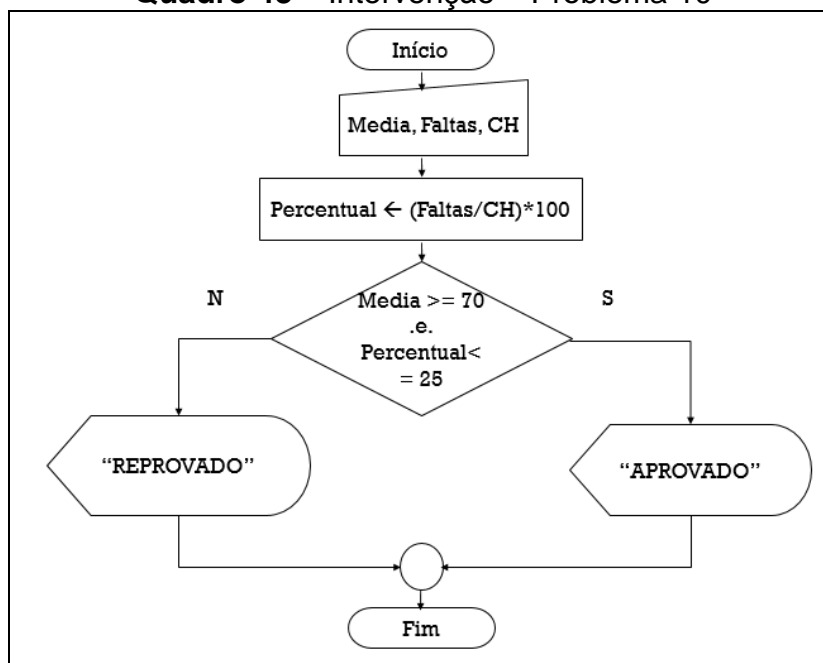 Início
Media, Faltas, CH
Percentual ← (Faltas/CH)*100
N
S
Media >= 70
.e.
Percentual<
= 25
“REPROVADO”
“APROVADO”
Fim